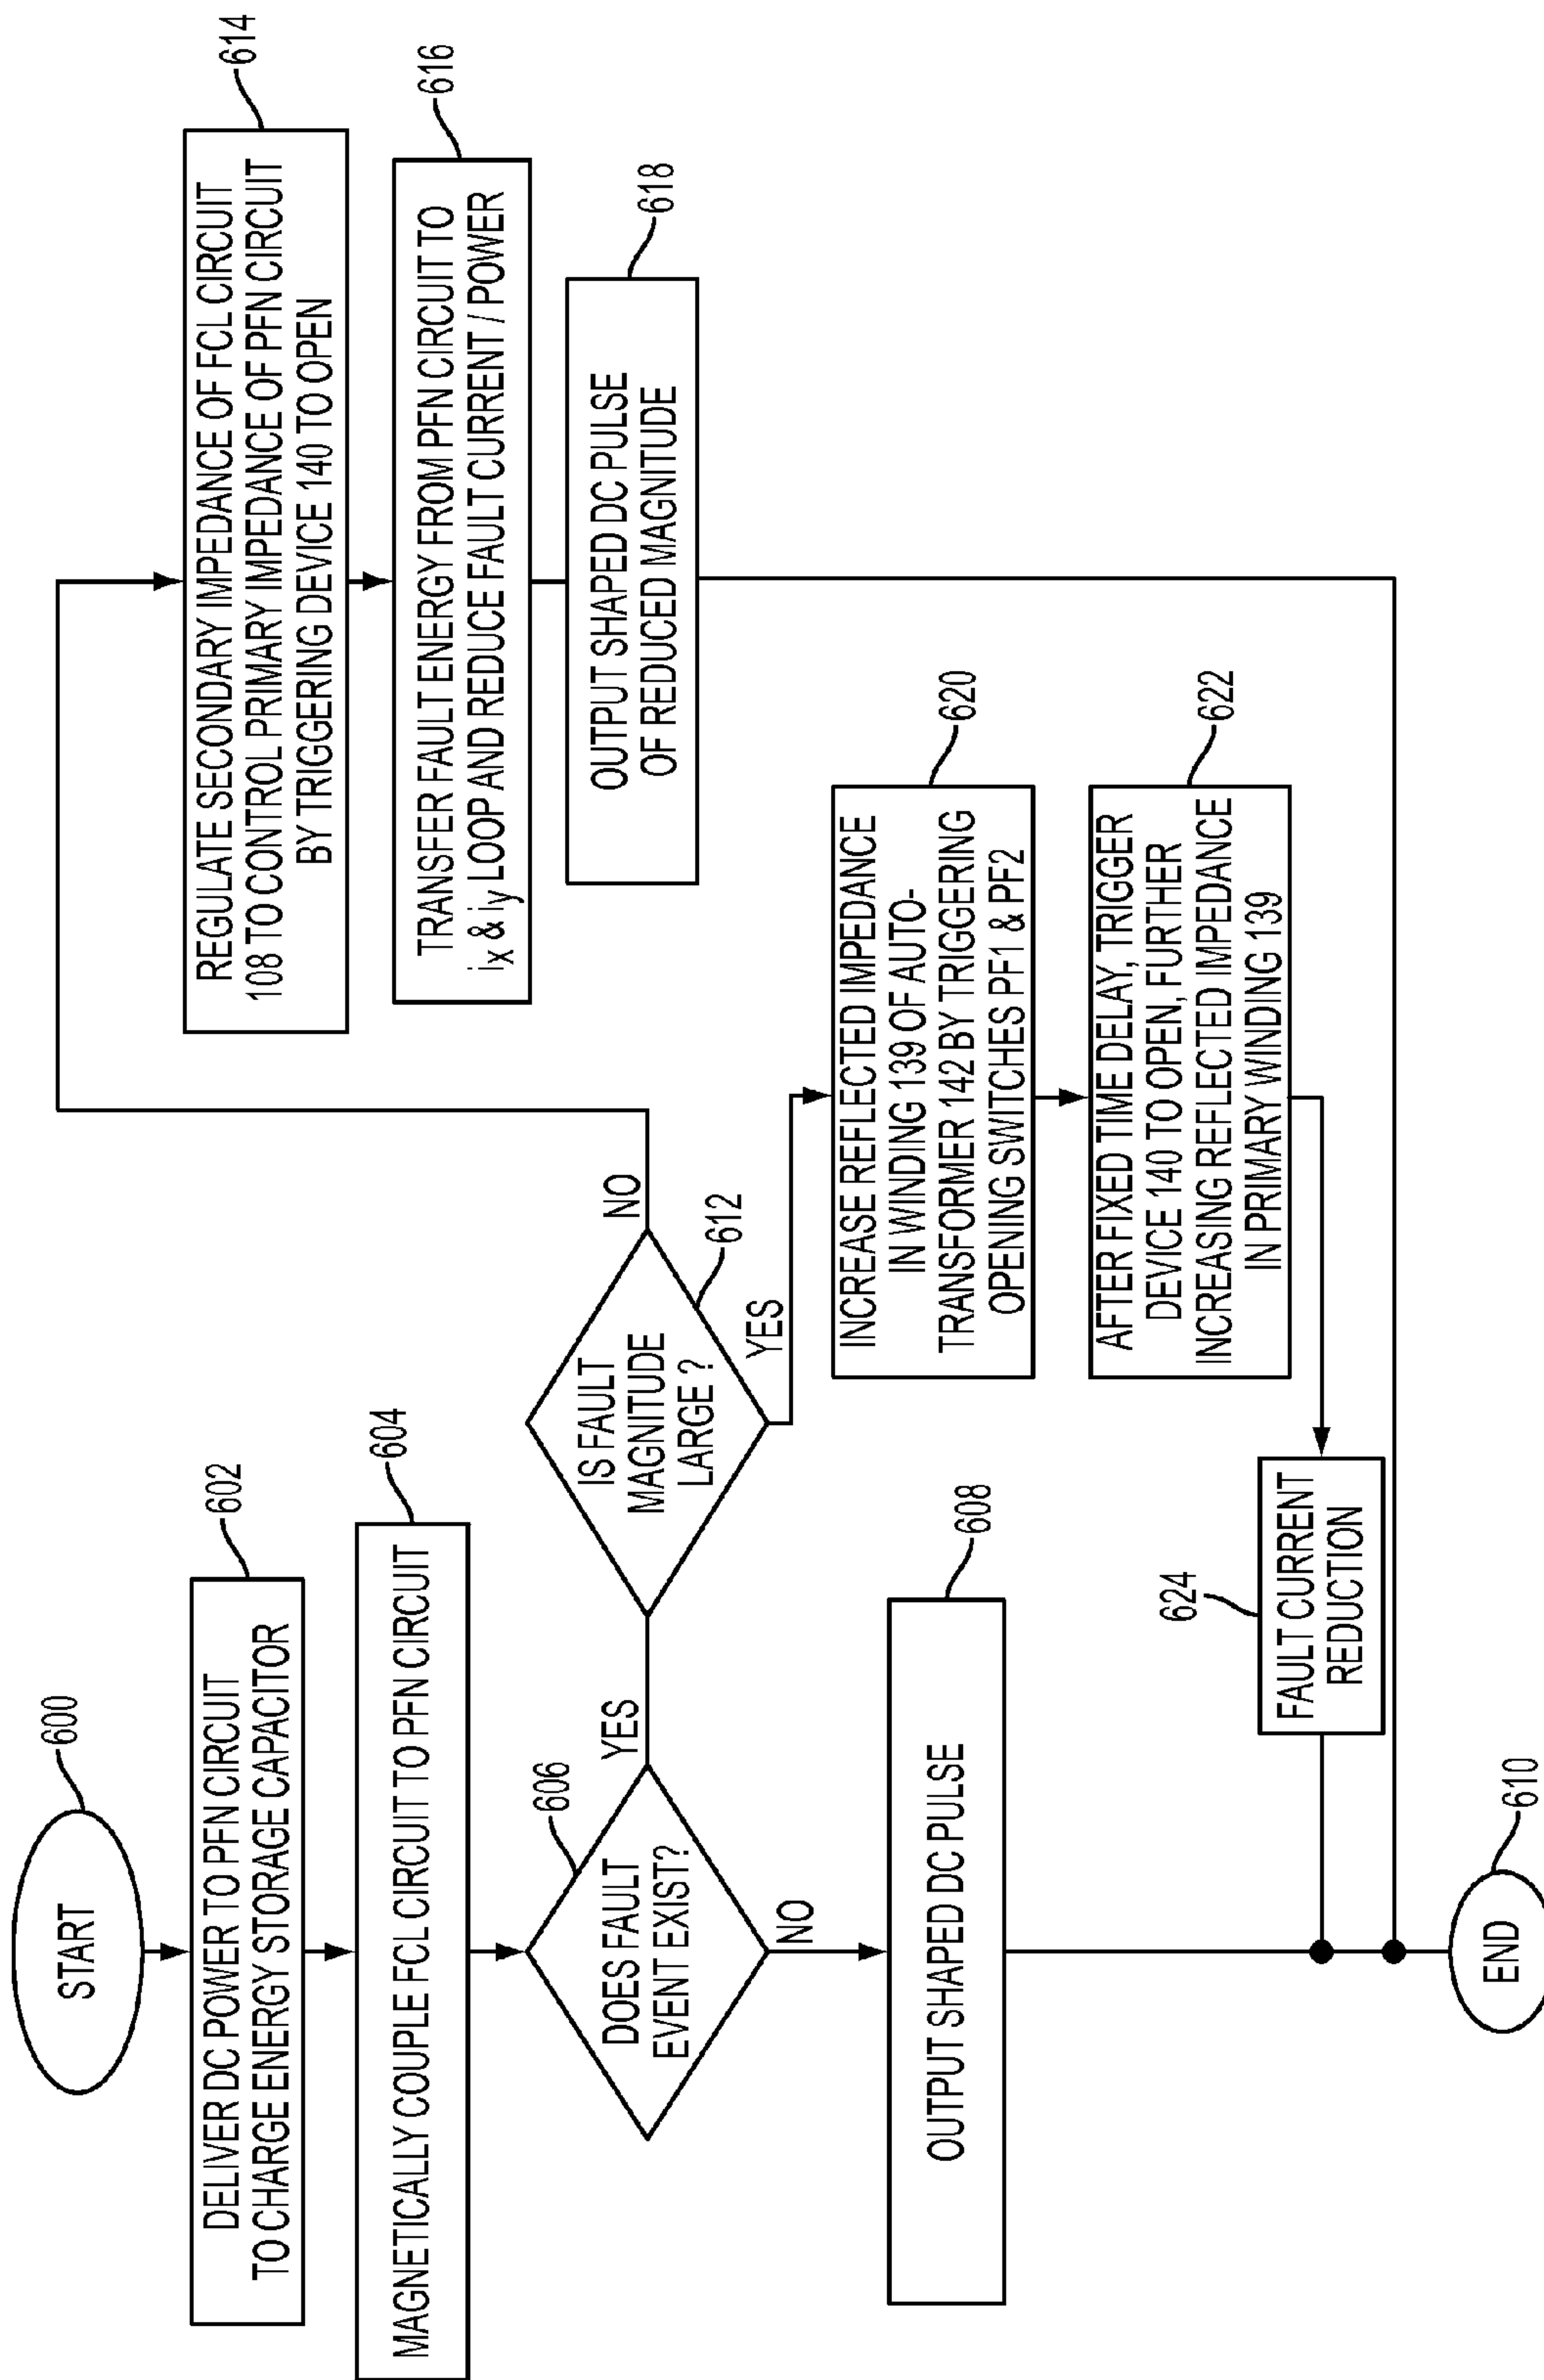 START
600
DELIVER DC POWER TO PFN CIRCUIT
TO CHARGE ENERGY STORAGE CAPACITOR
602
MAGNETICALLY COUPLE FCL CIRCUIT TO PFN CIRCUIT
604
DOES FAULT
EVENT EXIST?
606
YES
NO
OUTPUT SHAPED DC PULSE
608
END
610
IS FAULT
MAGNITUDE
LARGE ?
612
NO
YES
REGULATE SECONDARY IMPEDANCE OF FCL CIRCUIT
108 TO CONTROL PRIMARY IMPEDANCE OF PFN CIRCUIT
BY TRIGGERING DEVICE 140 TO OPEN
614
TRANSFER FAULT ENERGY FROM PFN CIRCUIT TO
ix & iy LOOP AND REDUCE FAULT CURRENT / POWER
616
OUTPUT SHAPED DC PULSE
OF REDUCED MAGNITUDE
618
INCREASE REFLECTED IMPEDANCE
IN WINDING 139 OF AUTO-
TRANSFORMER 142 BY TRIGGERING
OPENING SWITCHES PF1 & PF2
620
AFTER FIXED TIME DELAY, TRIGGER
DEVICE 140 TO OPEN, FURTHER
INCREASING REFLECTED IMPEDANCE
IN PRIMARY WINDING 139
622
FAULT CURRENT
REDUCTION
624